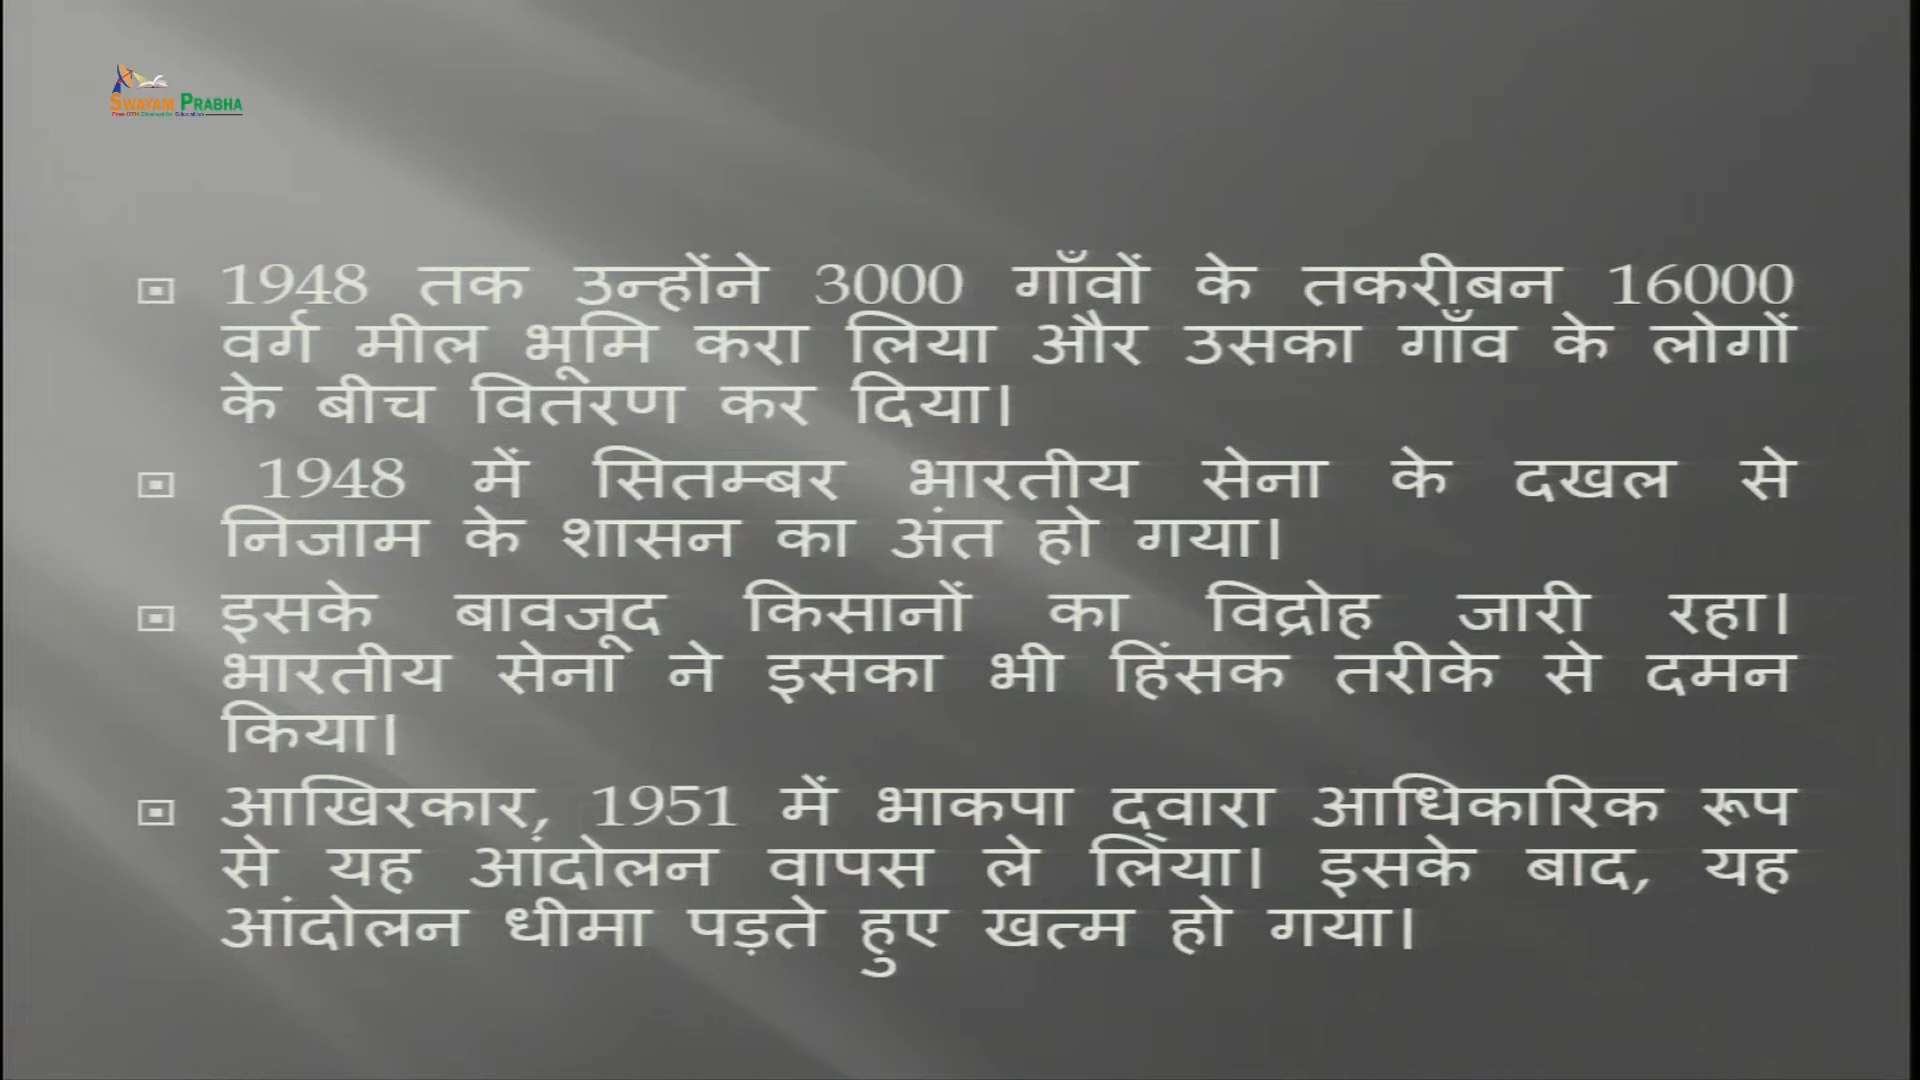 SWAYAM PRABHA
1948 तक उन्होंने 3000 गाँवों के तकरीबन 16000
वर्ग मील भूमि करा लिया और उसका गाँव के लोगों
के बीच वितरण कर दिया।
1948 में सितम्बर भारतीय सेना के दखल से
निजाम के शासन का अंत हो गया।
इसके बावजूद किसानों का विद्रोह जारी रहा।
भारतीय सेना ने इसका भी हिंसक तरीके से दमन
किया।
आखिरकार, 1951 में भाकपा द्वारा आधिकारिक रूप
से यह आंदोलन वापस ले लिया। इसके बाद, यह
आंदोलन धीमा पड़ते हुए खत्म हो गया।